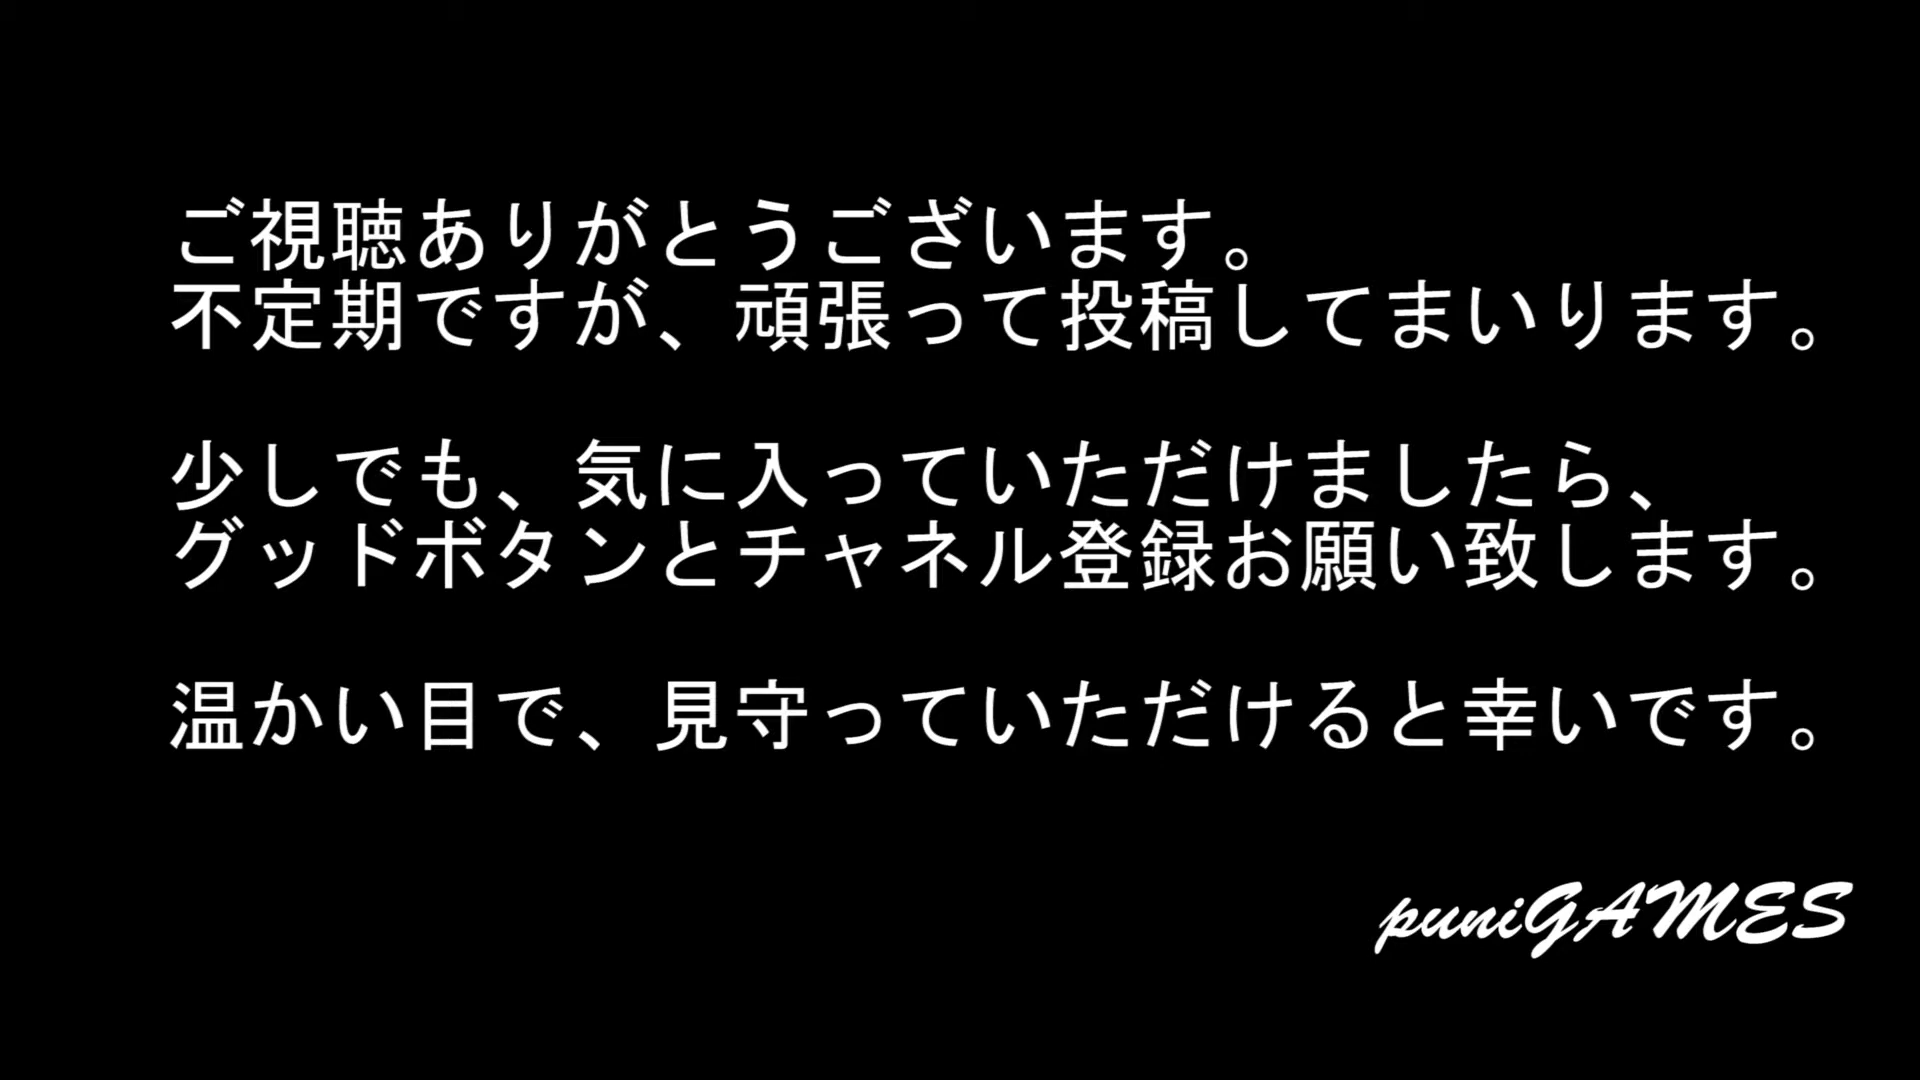 ご視聴ありがとうございます。
不定期ですが、頑張って投稿してまいります。
少しでも、気に入っていただけましたら、
グッドボタンとチャネル登録お願い致します。
温かい目で、見守っていただけると幸いです。
puniGAMES